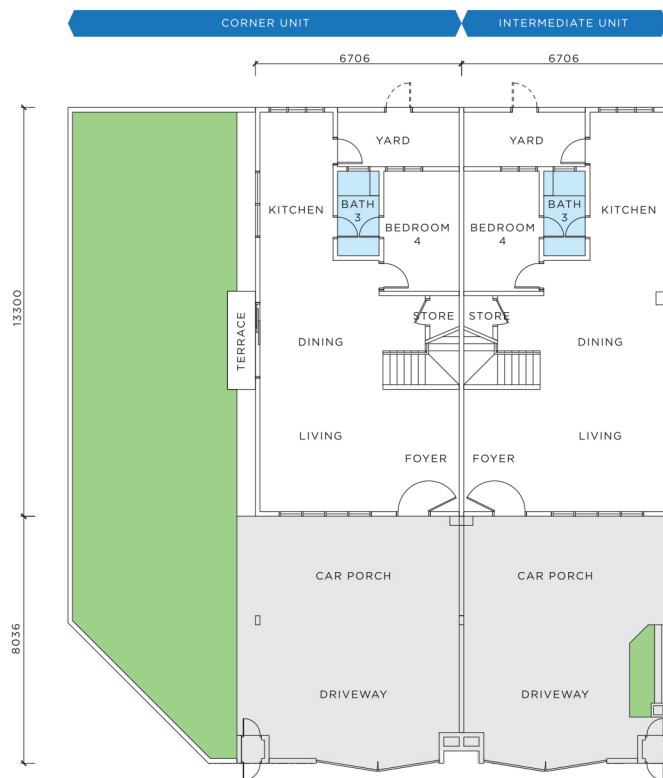 CORNER UNIT
INTERMEDIATE UNIT
6706
6706
YARD
YARD
BATH
3
BATH
3
KITCHEN
KITCHEN
BEDROOM
4
BEDROOM
4
13300
STORE
STORE
TERRACE
DINING
DINING
LIVING
LIVING
FOYER
FOYER
CAR PORCH
CAR PORCH
8036
DRIVEWAY
DRIVEWAY